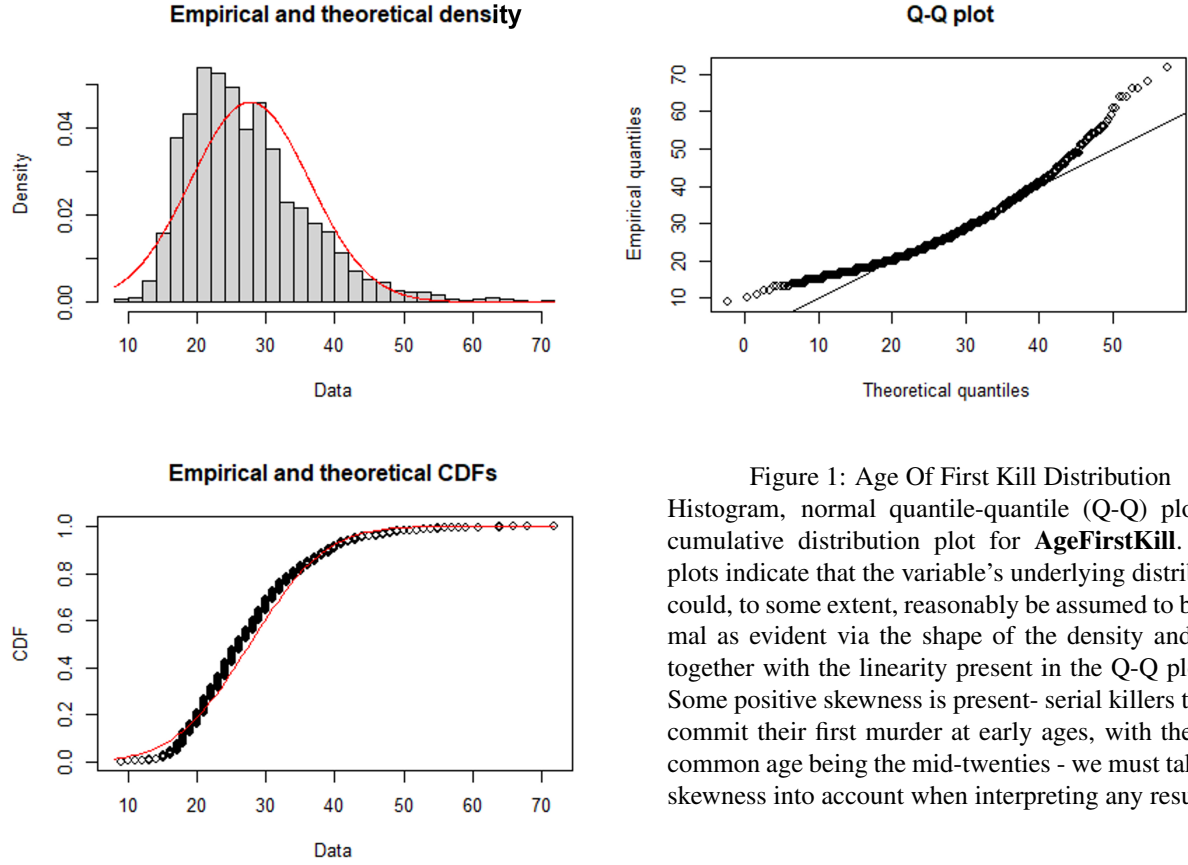 Empirical and theoretical density
Density
0.00 0.02 0.04
10 20 30 40 50 60 70
Data
Q-Q plot
Empirical quantiles
10 20 30 40 50 60 70
0 10 20 30 40 50
Theoretical quantiles
Empirical and theoretical CDFs
CDF
0.0 0.2 0.4 0.6 0.8 1.0
10 20 30 40 50 60 70
Data
Figure 1: Age Of First Kill Distribution
Histogram, normal quantile-quantile (Q-Q) plo
cumulative distribution plot for AgeFirstKill.
plots indicate that the variable's underlying distrib
could, to some extent, reasonably be assumed to b
mal as evident via the shape of the density and
together with the linearity present in the Q-Q pl
Some positive skewness is present- serial killers t
commit their first murder at early ages, with the
common age being the mid-twenties - we must tal
skewness into account when interpreting any resu